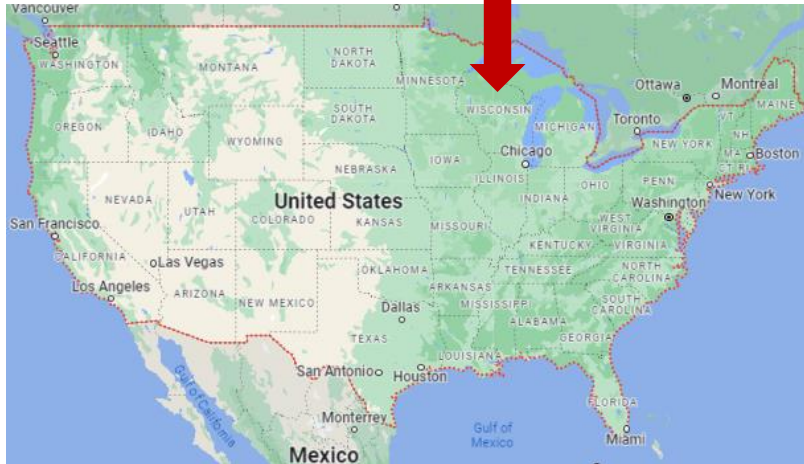 Vancouver
Seattle
WASHINGTON
MONTANA
NORTH
DAKOTA
MINNESOTA
Ottawa
Montreal
MAINE
OREGON
IDAHO
WYOMING
SOUTH
DAKOTA
WISCONSIN
MICHIGAN
Toronto
VT
NH
NEW YORK
MA
Boston
CT RI
Chicago
IOWA
NEBRASKA
ILLINOIS
INDIANA
OHIO
PENN
New York
NEVADA
UTAH
COLORADO
United States
KANSAS
MISSOURI
WEST
VIRGINIA
Washington
San Francisco
CALIFORNIA
Las Vegas
KENTUCKY
VIRGINIA
Los Angeles
ARIZONA
NEW MEXICO
OKLAHOMA
ARKANSAS
TENNESSEE
NORTH
CAROLINA
Dallas
MISSISSIPP
SOUTH
CAROLINA
ALABAMA
GEORGIA
TEXAS
LOUISIANA
San Antonio
Houston
Gulf of California
FLORIDA
Monterrey
Gulf of
Mexico
Miami
Mexico